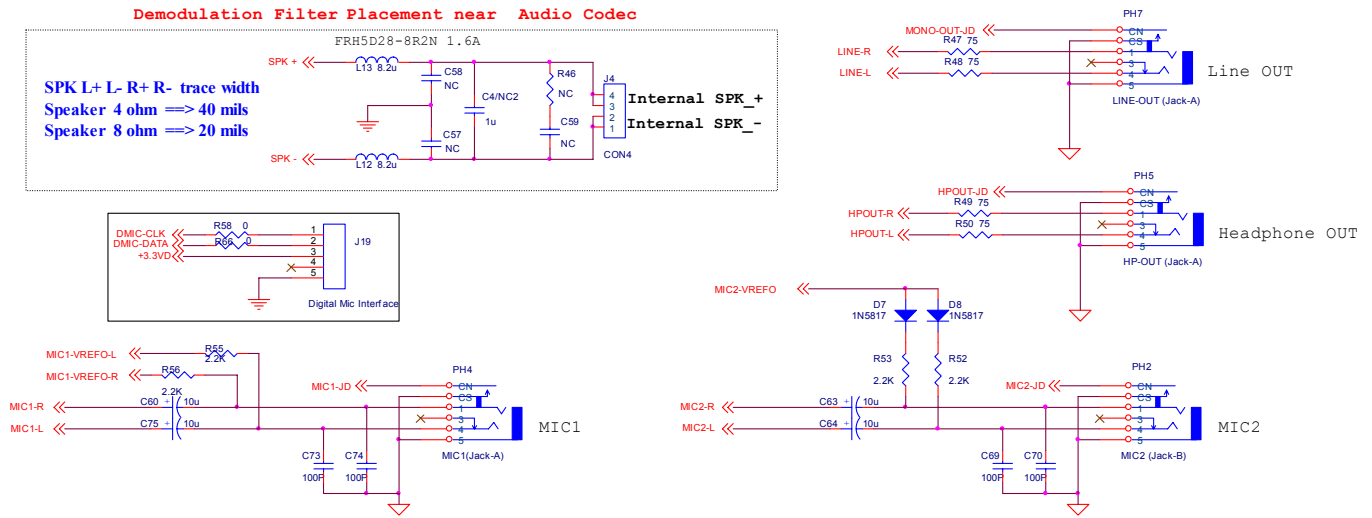 Demodulation Filter Placement near Audio Codec
FRH5D28-8R2N 1.6A
SPK +
L13 8.2u
SPK L+ L- R+ R- trace width
Speaker 4 ohm ==> 40 mils
Speaker 8 ohm ==> 20 mils
C58
NC
C4/NC2
1u
R46
NC
C57
NC
C59
NC
J4
4
3
2
1
CON4
Internal SPK_+
Internal SPK_-
SPK -
L12 8.2u
PH7
MONO-OUT-JD
LINE-R
R47 75
LINE-L
R48 75
CN
CS
1
3
4
5
LINE-OUT (Jack-A)
Line OUT
PH5
HPOUT-JD
HPOUT-R
R49 75
HPOUT-L
R50 75
CN
CS
1
3
4
5
HP-OUT (Jack-A)
Headphone OUT
DMIC-CLK
R58 0
DMIC-DATA
R66 0
+3.3VD
1
2
3
4
5
J19
Digital Mic Interface
MIC1-VREFO-L
R55
2.2K
MIC1-VREFO-R
R56
2.2K
MIC1-JD
MIC1-R
C60 + 10u
MIC1-L
C75 + 10u
C73
100P
C74
100P
PH4
CN
CS
1
3
4
5
MIC1(Jack-A)
MIC1
MIC2-VREFO
D7
1N5817
D8
1N5817
R53
2.2K
R52
2.2K
MIC2-JD
MIC2-R
C63 + 10u
MIC2-L
C64 + 10u
C69
100P
C70
100P
PH2
CN
CS
1
3
4
5
MIC2 (Jack-B)
MIC2